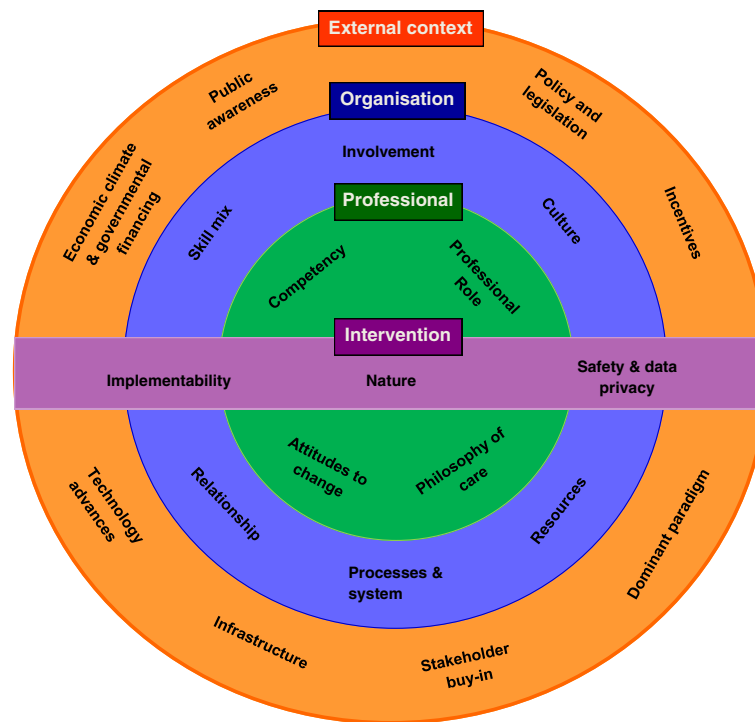 External context
Public
awareness
Policy and
legislation
Organisation
Involvement
Economic climate
& governmental
financing
Skill mix
Professional
Culture
Incentives
Competency
Professional
Role
Intervention
Implementability
Nature
Safety & data
privacy
Technology
advances
Relationship
Attitudes to
change
Philosophy of
care
Resources
Dominant paradigm
Processes &
system
Infrastructure
Stakeholder
buy-in